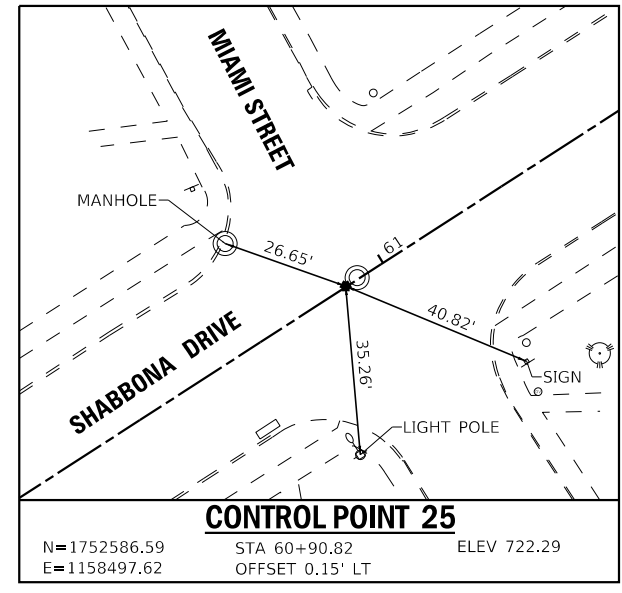 MIAMI STREET
MANHOLE
26.65'
61
40.82'
SHABBONA DRIVE
35.26'
SIGN
LIGHT POLE
CONTROL POINT 25
N=1752586.59 STA 60+90.82 ELEV 722.29
E=1158497.62 OFFSET 0.15' LT